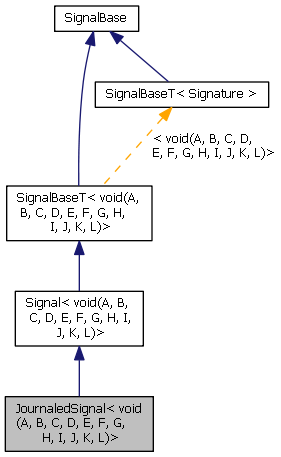 SignalBase
SignalBaseT< Signature >
< void(A, B, C, D,
E, F, G, H, I, J, K, L)>
SignalBaseT< void(A,
B, C, D, E, F, G, H,
I, J, K, L)>
Signal< void(A, B,
C, D, E, F, G, H, I,
J, K, L)>
JournaledSignal< void
(A, B, C, D, E, F, G,
H, I, J, K, L)>